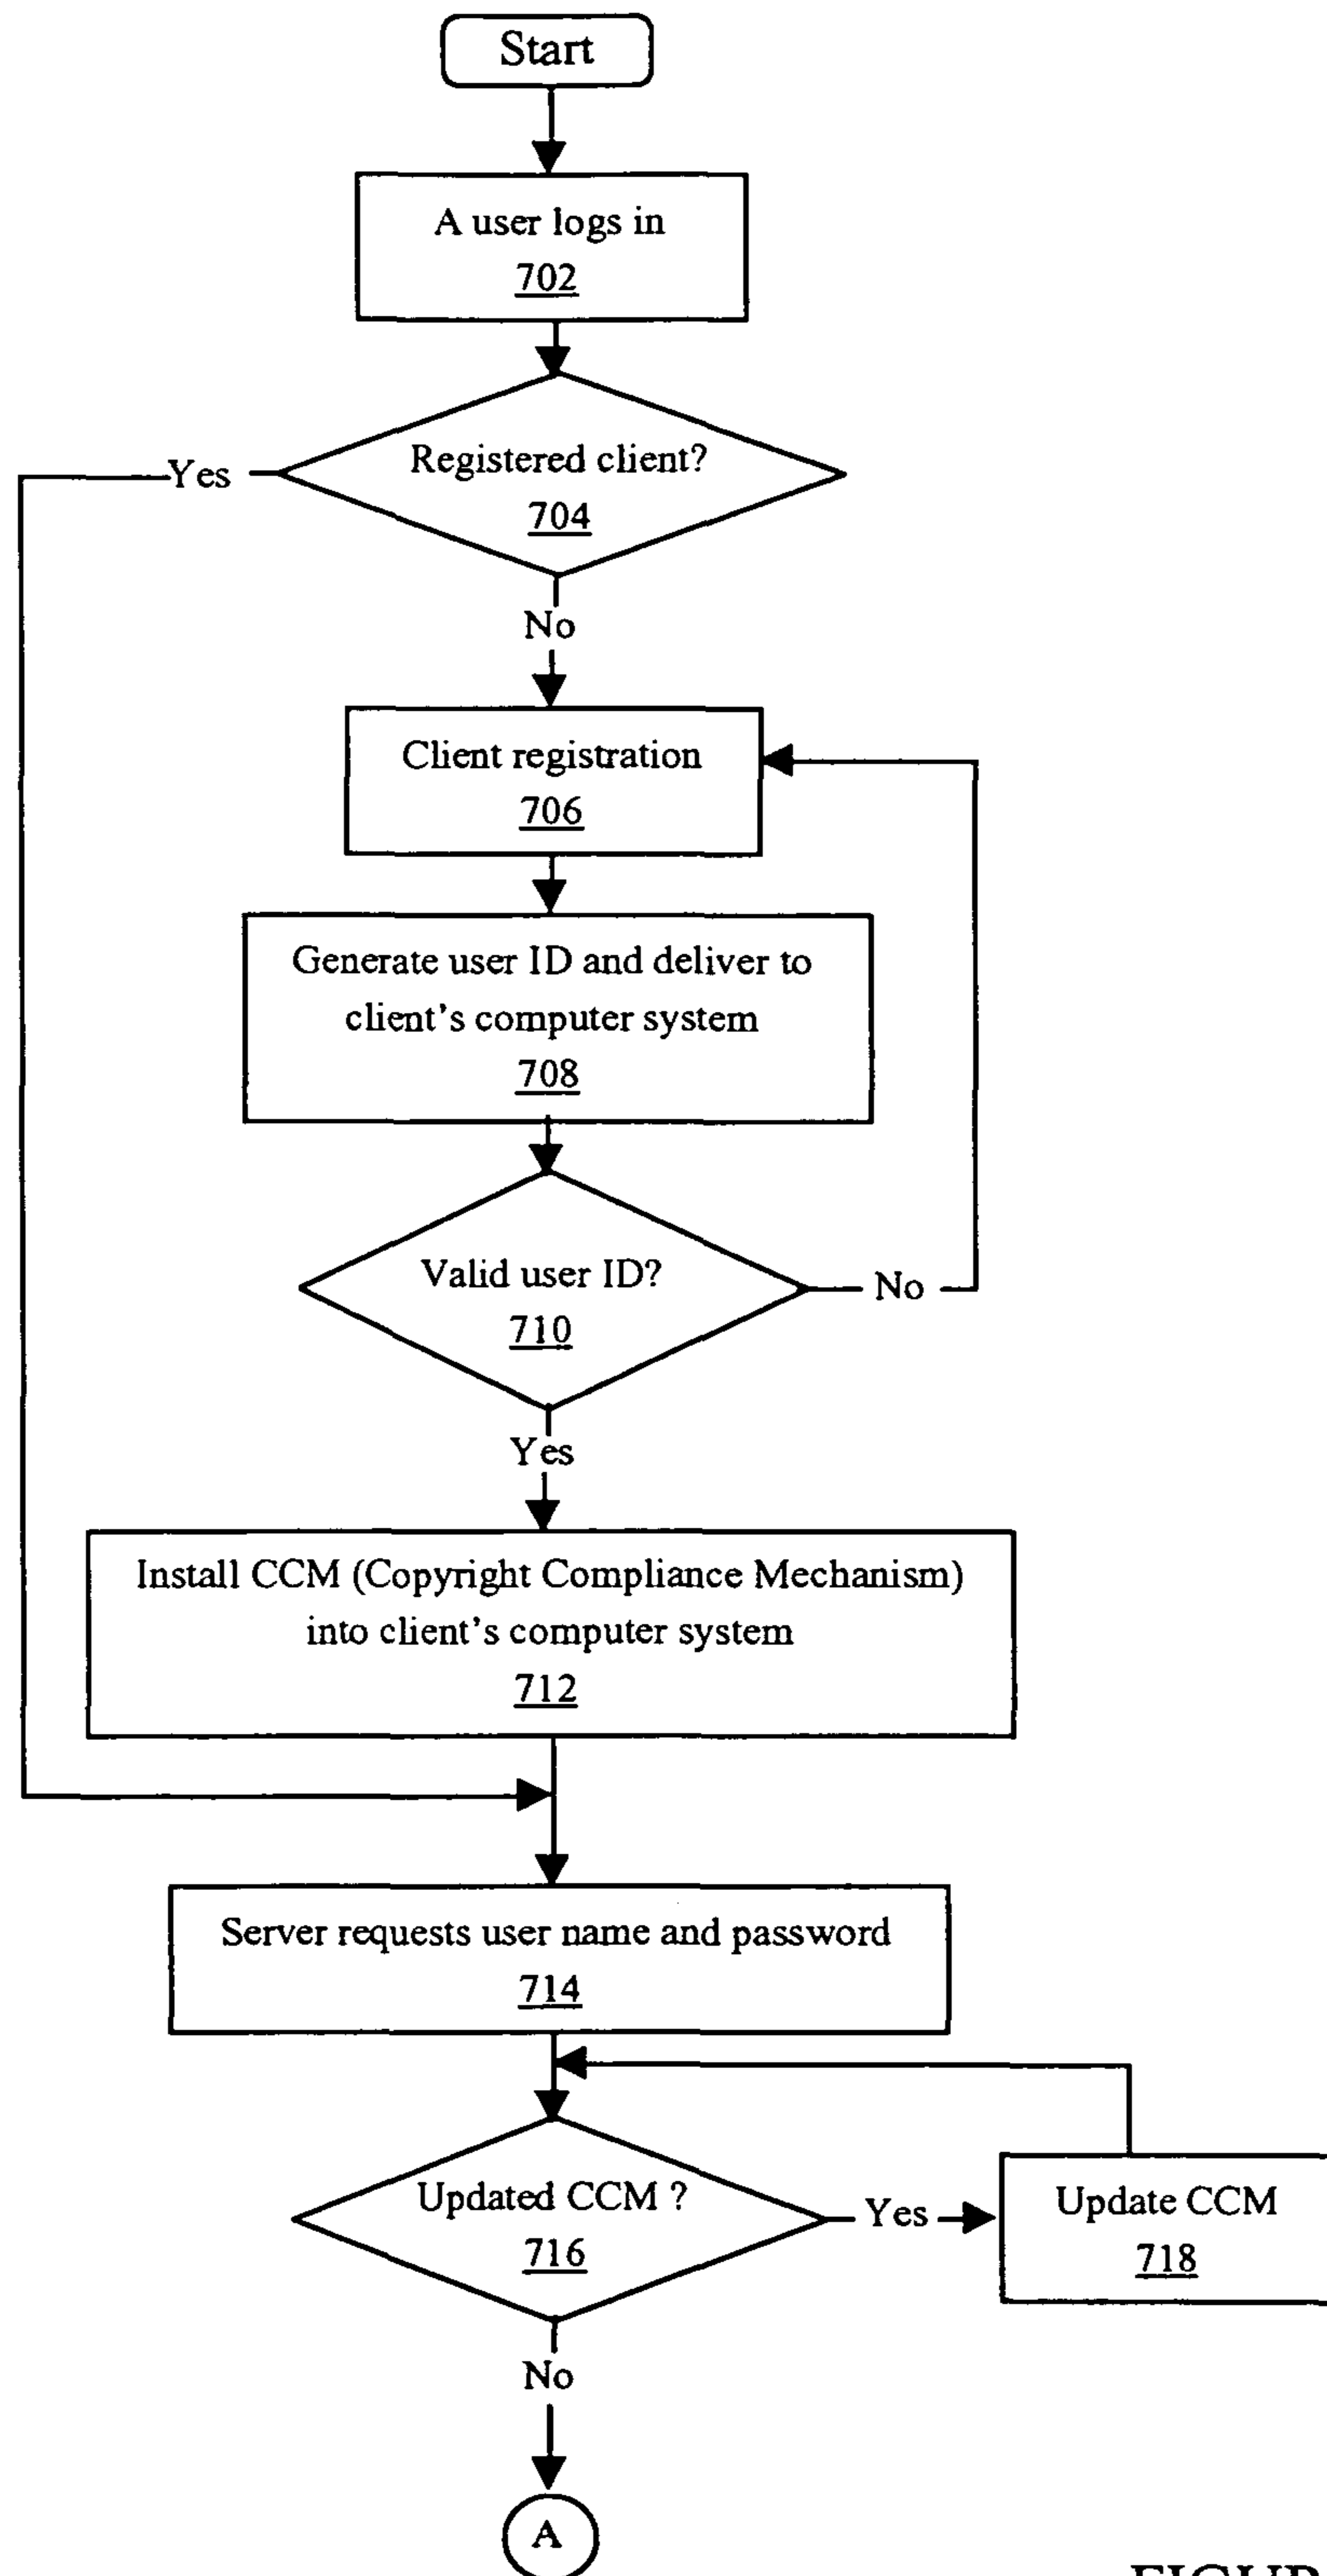 Start
A user logs in
702
Registered client?
704
Yes
No
Client registration
706
Generate user ID and deliver to
client's computer system
708
Valid user ID?
710
No
Yes
Install CCM (Copyright Compliance Mechanism)
into client's computer system
712
Server requests user name and password
714
Updated CCM ?
716
Yes
Update CCM
718
No
A